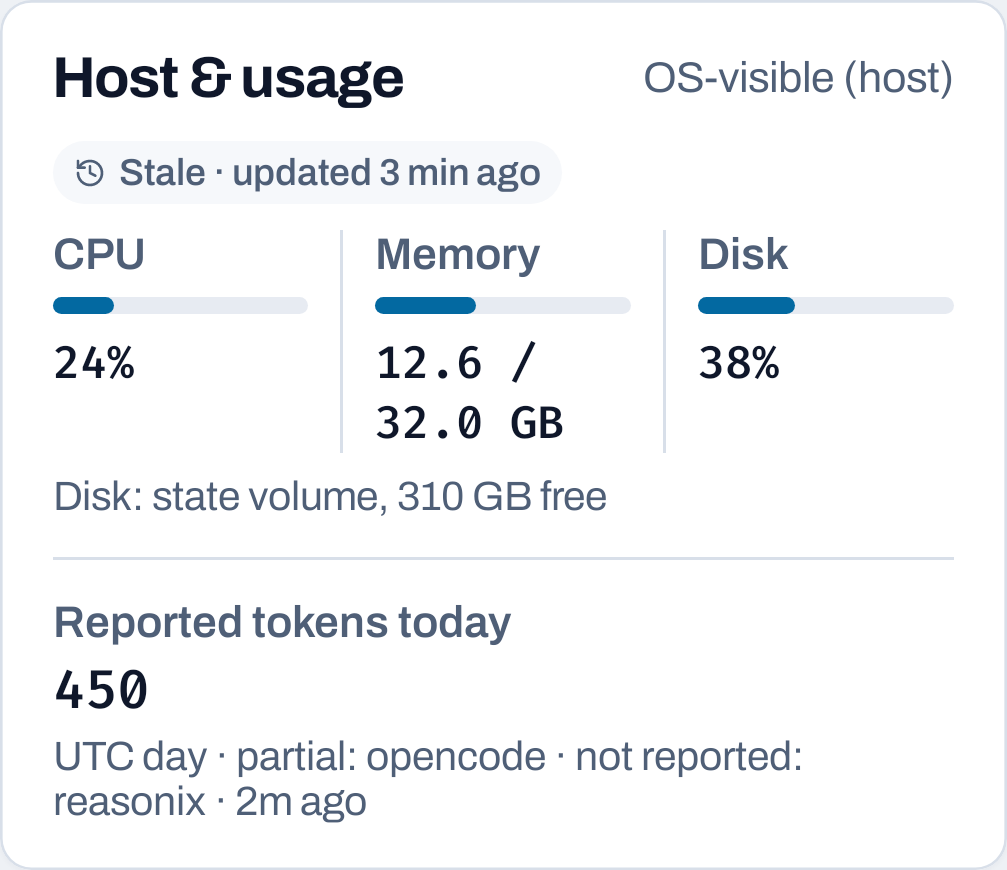 Host & usage
OS-visible (host)
Stale · updated 3 min ago
CPU
24%
Memory
12.6 /
32.0 GB
Disk
38%
Disk: state volume, 310 GB free
Reported tokens today
450
UTC day · partial: opencode · not reported:
reasonix · 2m ago